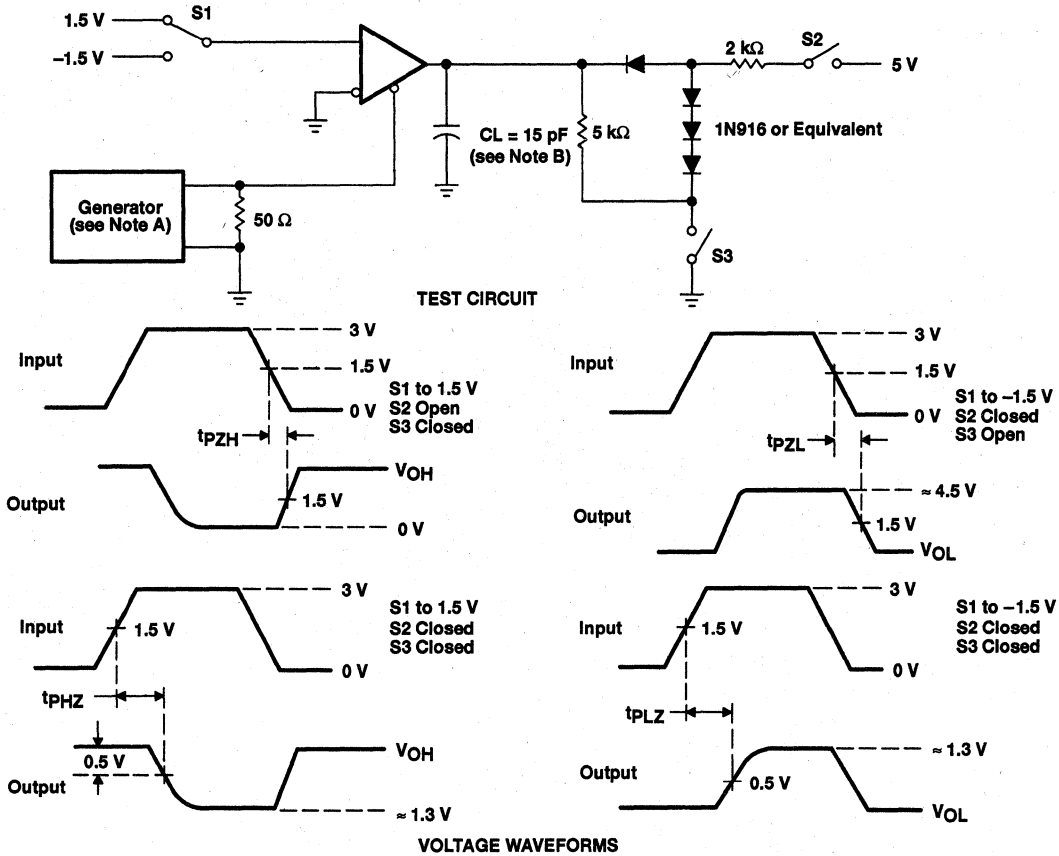 1.5 V
S1
–1.5 V
2 kΩ
S2
5 V
CL = 15 pF
(see Note B)
5 kΩ
1N916 or Equivalent
Generator
(see Note A)
50 Ω
S3
TEST CIRCUIT
Input
3 V
1.5 V
0 V
S1 to 1.5 V
S2 Open
S3 Closed
tPZH
Output
VOH
1.5 V
0 V
Input
3 V
1.5 V
0 V
S1 to –1.5 V
S2 Closed
S3 Open
tPZL
Output
≈ 4.5 V
1.5 V
VOL
Input
3 V
1.5 V
0 V
S1 to 1.5 V
S2 Closed
S3 Closed
tPHZ
Output
0.5 V
VOH
≈ 1.3 V
Input
3 V
1.5 V
0 V
S1 to –1.5 V
S2 Closed
S3 Closed
tPLZ
Output
≈ 1.3 V
0.5 V
VOL
VOLTAGE WAVEFORMS